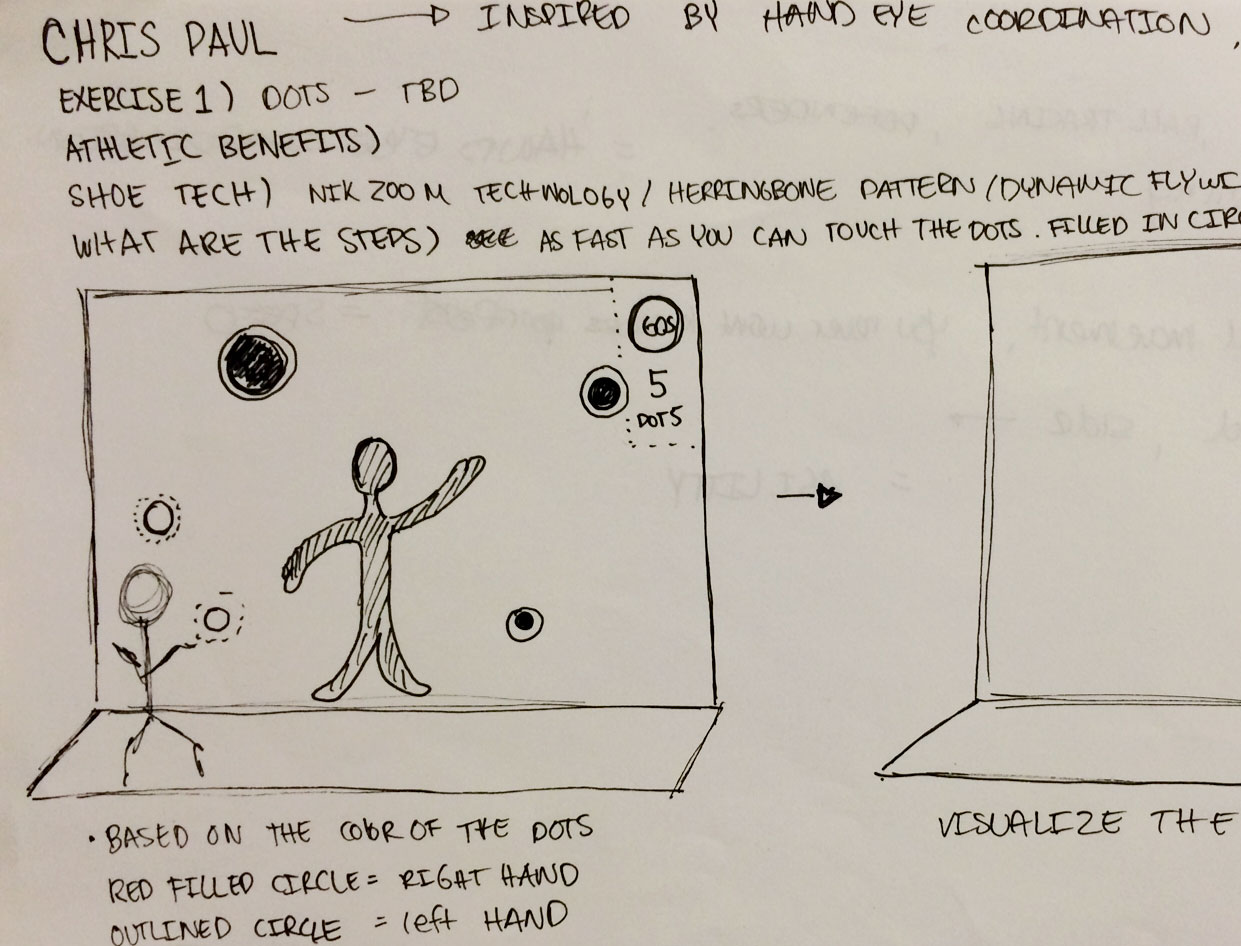 CHRIS PAUL → INSPIRED BY HAND EYE COORDINATION,
EXERCISE 1) DOTS - TBD
ATHLETIC BENEFITS)
SHOE TECH) NIK ZOOM TECHNOLOGY / HERRINGBONE PATTERN / DYNAMIC FLYWI
WHAT ARE THE STEPS) AS FAST AS YOU CAN TOUCH THE DOTS. FILLED IN CIR
60S
5
DOTS
• BASED ON THE COLOR OF THE DOTS
RED FILLED CIRCLE = RIGHT HAND
OUTLINED CIRCLE = left HAND
VISUALIZE THE